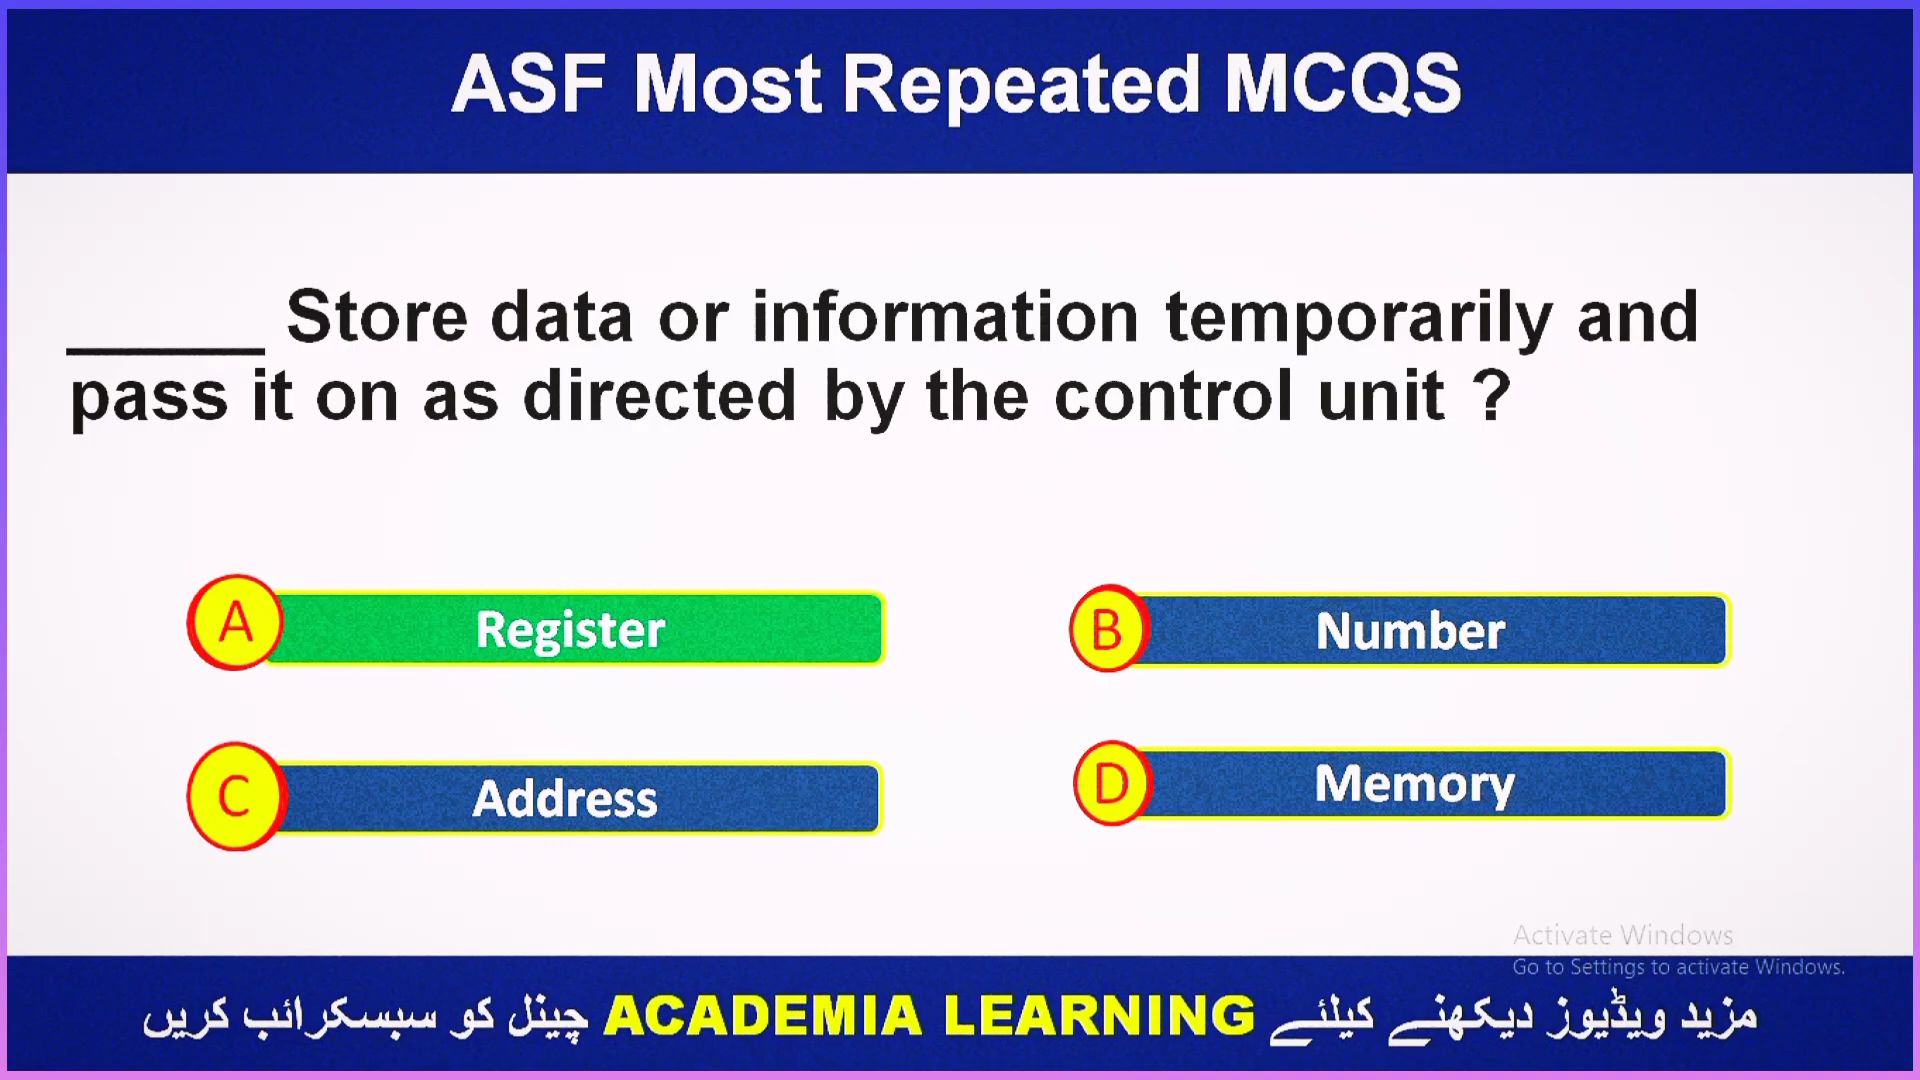 ASF Most Repeated MCQS
_____ Store data or information temporarily and
pass it on as directed by the control unit ?
A Register
B Number
C Address
D Memory
Activate Windows
Go to Settings to activate Windows.
مزید ویڈیوز دیکھنے کیلئے ACADEMIA LEARNING چینل کو سبسکرائب کریں